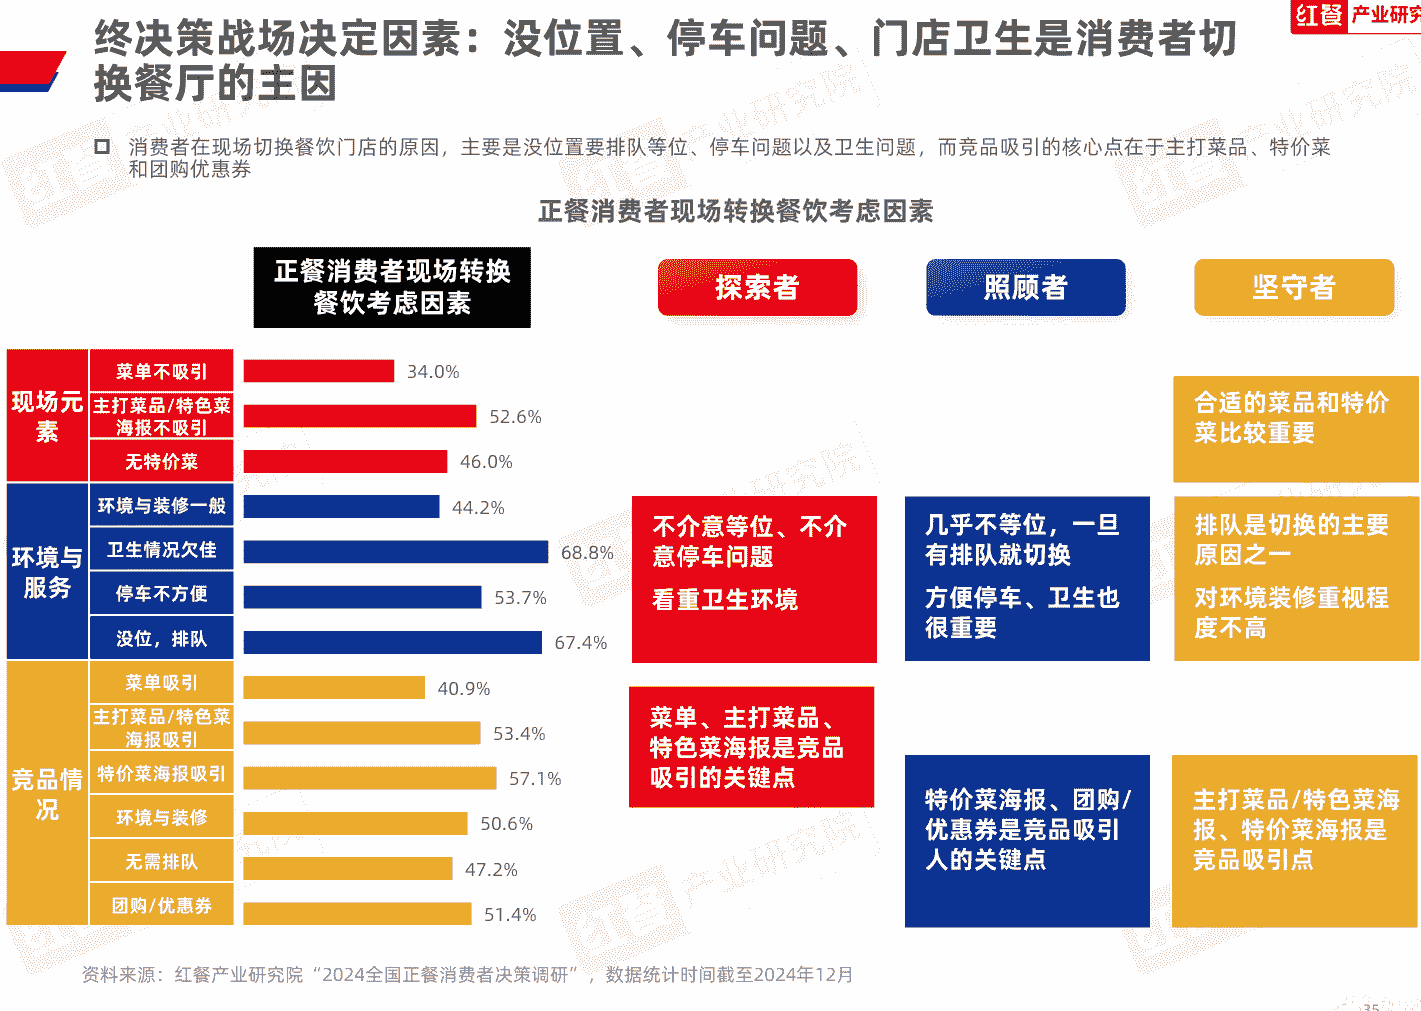 红餐 产业研究
终决策战场决定因素：没位置、停车问题、门店卫生是消费者切
换餐厅的主因
消费者在现场切换餐饮门店的原因，主要是没位置要排队等位、停车问题以及卫生问题，而竞品吸引的核心点在于主打菜品、特价菜
和团购优惠券
正餐消费者现场转换餐饮考虑因素
正餐消费者现场转换
餐饮考虑因素
探索者
照顾者
坚守者
现场元
素
菜单不吸引
34.0%
主打菜品/特色菜
海报不吸引
52.6%
无特价菜
46.0%
环境与
服务
环境与装修一般
44.2%
卫生情况欠佳
68.8%
停车不方便
53.7%
没位，排队
67.4%
竞品情
况
菜单吸引
40.9%
主打菜品/特色菜
海报吸引
53.4%
特价菜海报吸引
57.1%
环境与装修
50.6%
无需排队
47.2%
团购/优惠券
51.4%
不介意等位、不介
意停车问题
看重卫生环境
菜单、主打菜品、
特色菜海报是竞品
吸引的关键点
几乎不等位，一旦
有排队就切换
方便停车、卫生也
很重要
特价菜海报、团购/
优惠券是竞品吸引
人的关键点
合适的菜品和特价
菜比较重要
排队是切换的主要
原因之一
对环境装修重视程
度不高
主打菜品/特色菜海
报、特价菜海报是
竞品吸引点
资料来源：红餐产业研究院“2024全国正餐消费者决策调研”，数据统计时间截至2024年12月
35